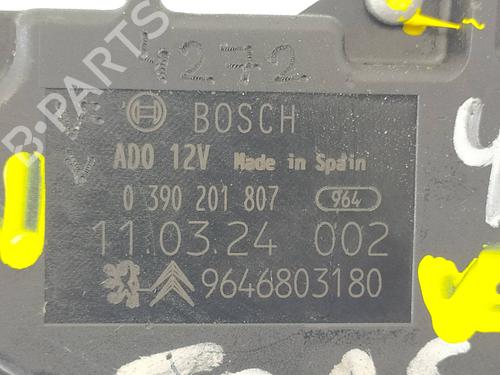 4272
BOSCH
ADO 12V Made in Spain
0 390 201 807 964
11.03.24 002
9646803180
B-PARTS